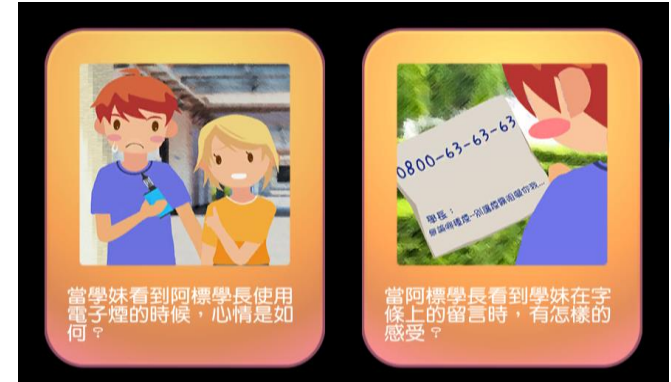 當學妹看到阿標學長使用
電子煙的時候，心情是如
何？
0800-63-63-63
學長：
當阿標學長看到學妹在字
條上的留言時，有怎樣的
感受？